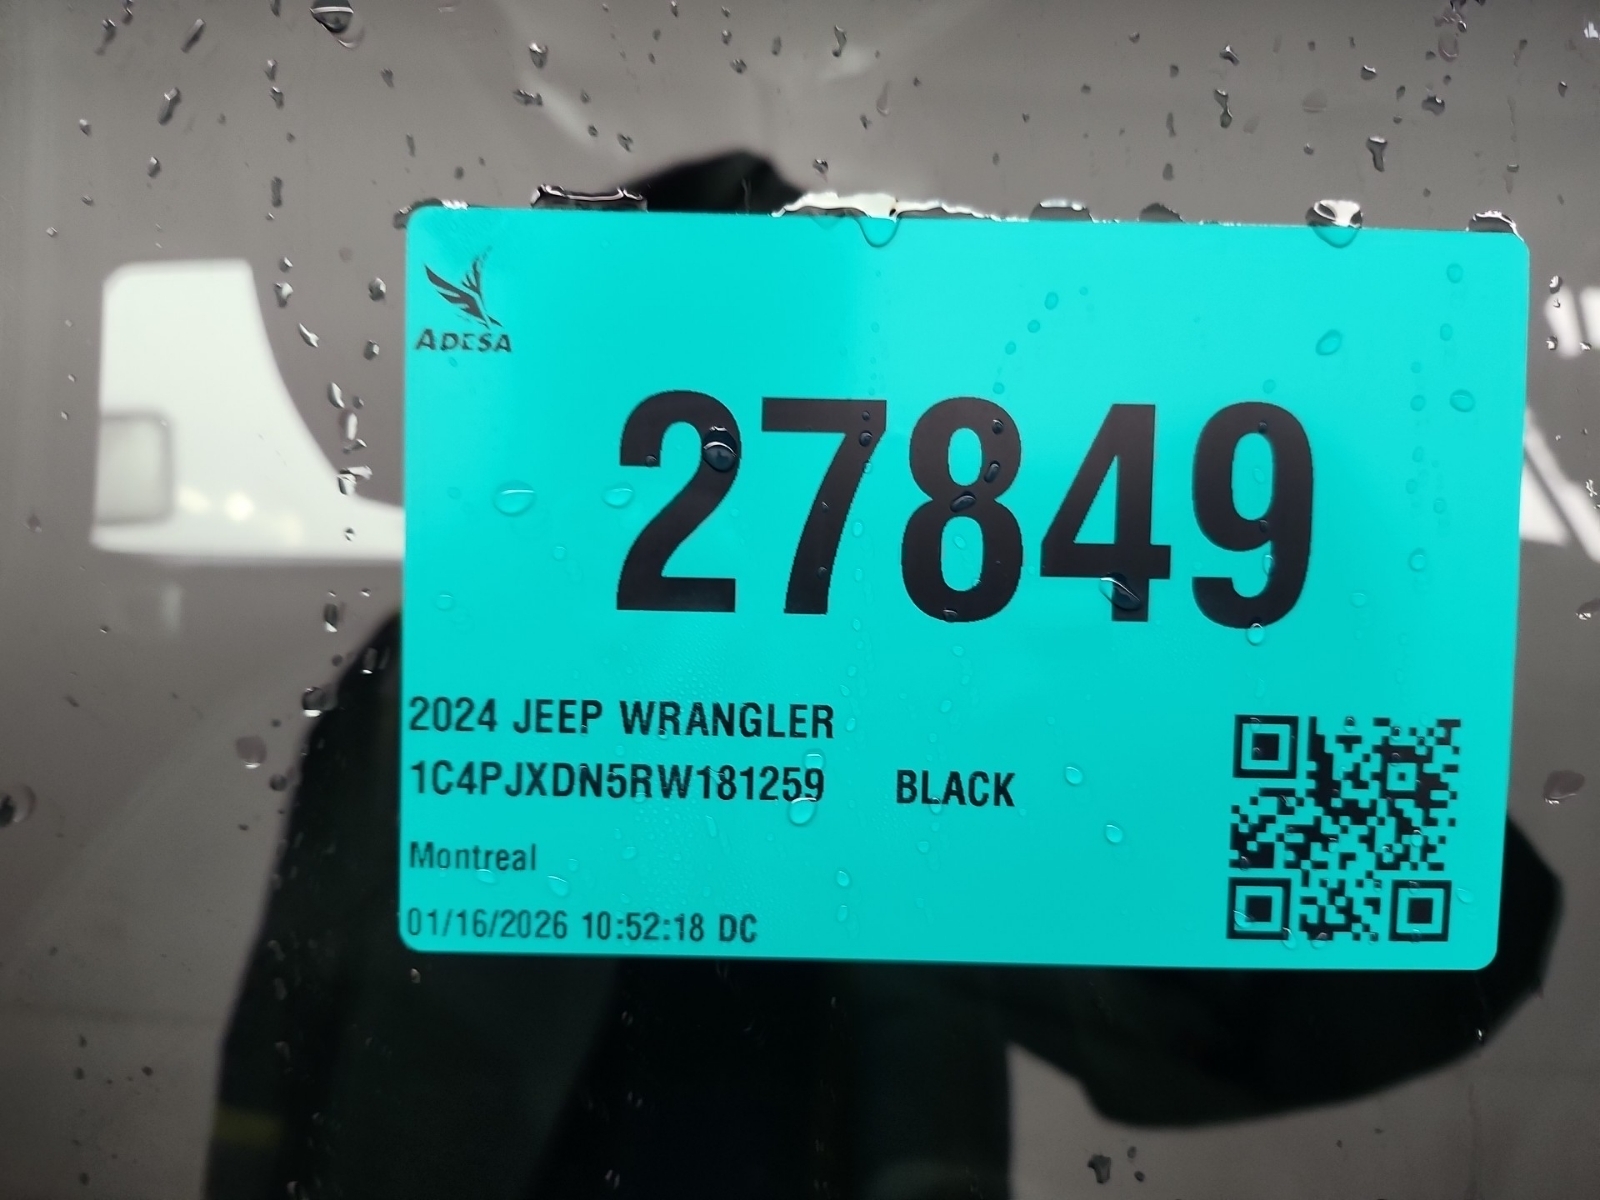 ADESA
27849
2024 JEEP WRANGLER
1C4PJXDN5RW181259 BLACK
Montreal
01/16/2026 10:52:18 DC